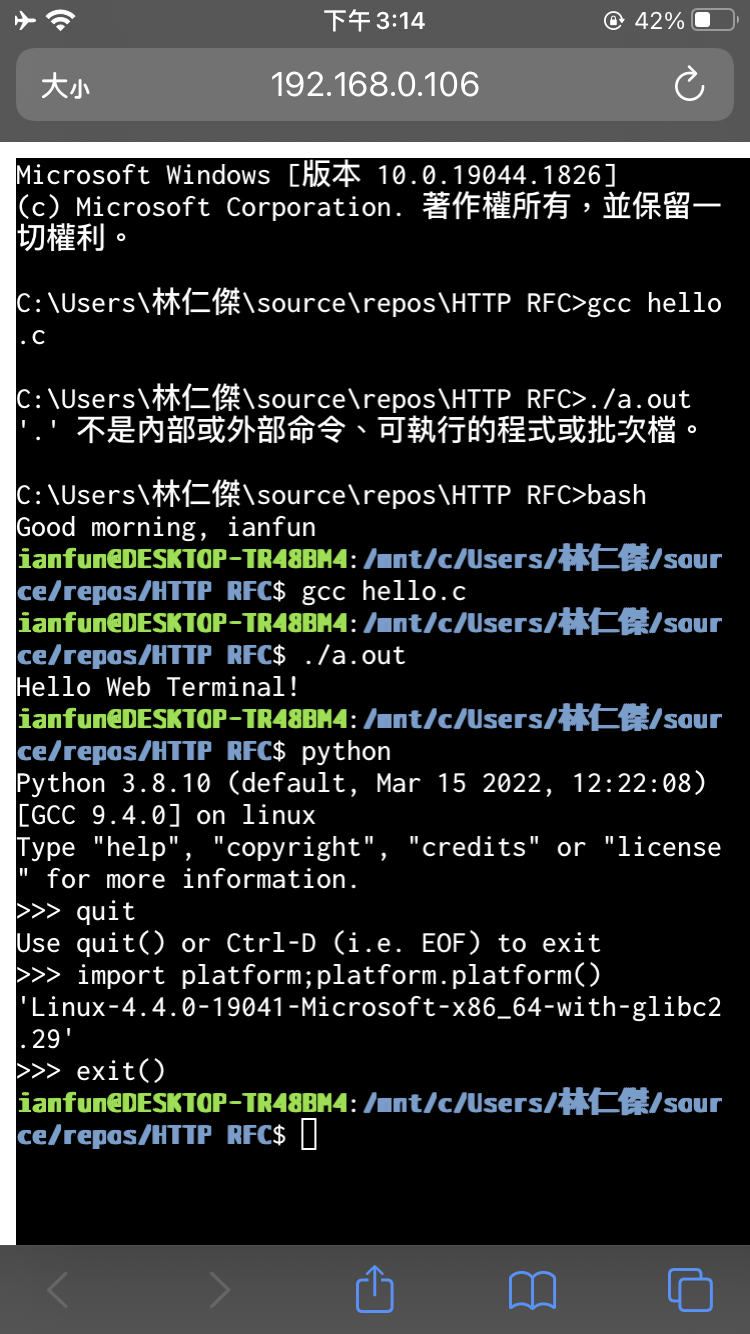 下午3:14
42%
大小
192.168.0.106
Microsoft Windows [版本 10.0.19044.1826]
(c) Microsoft Corporation. 著作權所有，並保留一
切權利。
C:\Users\林仁傑\source\repos\HTTP RFC>gcc hello
.c
C:\Users\林仁傑\source\repos\HTTP RFC>./a.out
'.' 不是內部或外部命令、可執行的程式或批次檔。
C:\Users\林仁傑\source\repos\HTTP RFC>bash
Good morning, ianfun
ianfun@DESKTOP-TR48BM4:/mnt/c/Users/林仁傑/sour
ce/repos/HTTP RFC$ gcc hello.c
ianfun@DESKTOP-TR48BM4:/mnt/c/Users/林仁傑/sour
ce/repos/HTTP RFC$ ./a.out
Hello Web Terminal!
ianfun@DESKTOP-TR48BM4:/mnt/c/Users/林仁傑/sour
ce/repos/HTTP RFC$ python
Python 3.8.10 (default, Mar 15 2022, 12:22:08)
[GCC 9.4.0] on linux
Type "help", "copyright", "credits" or "license
" for more information.
>>> quit
Use quit() or Ctrl-D (i.e. EOF) to exit
>>> import platform;platform.platform()
'Linux-4.4.0-19041-Microsoft-x86_64-with-glibc2
.29'
>>> exit()
ianfun@DESKTOP-TR48BM4:/mnt/c/Users/林仁傑/sour
ce/repos/HTTP RFC$